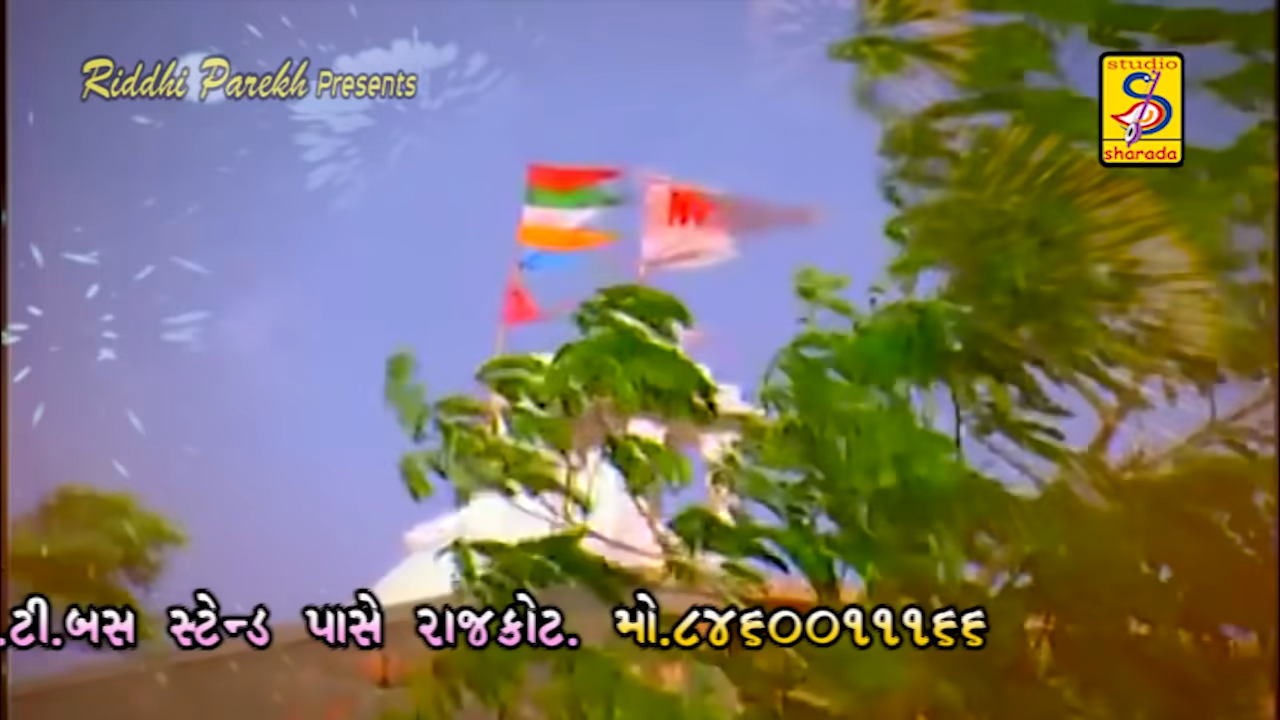 Riddhi Parekh Presents
studio
sharada
.ટી.બસ સ્ટેન્ડ પાસે રાજકોટ. મો.૮૪૬૦૦૧૧૧૬૬